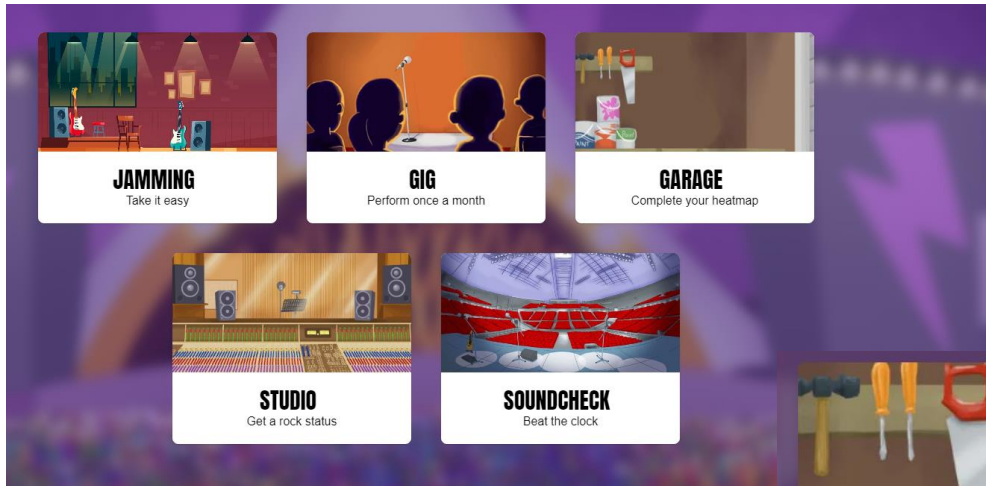 JAMMING
Take it easy
GIG
Perform once a month
GARAGE
Complete your heatmap
STUDIO
Get a rock status
SOUNDCHECK
Beat the clock